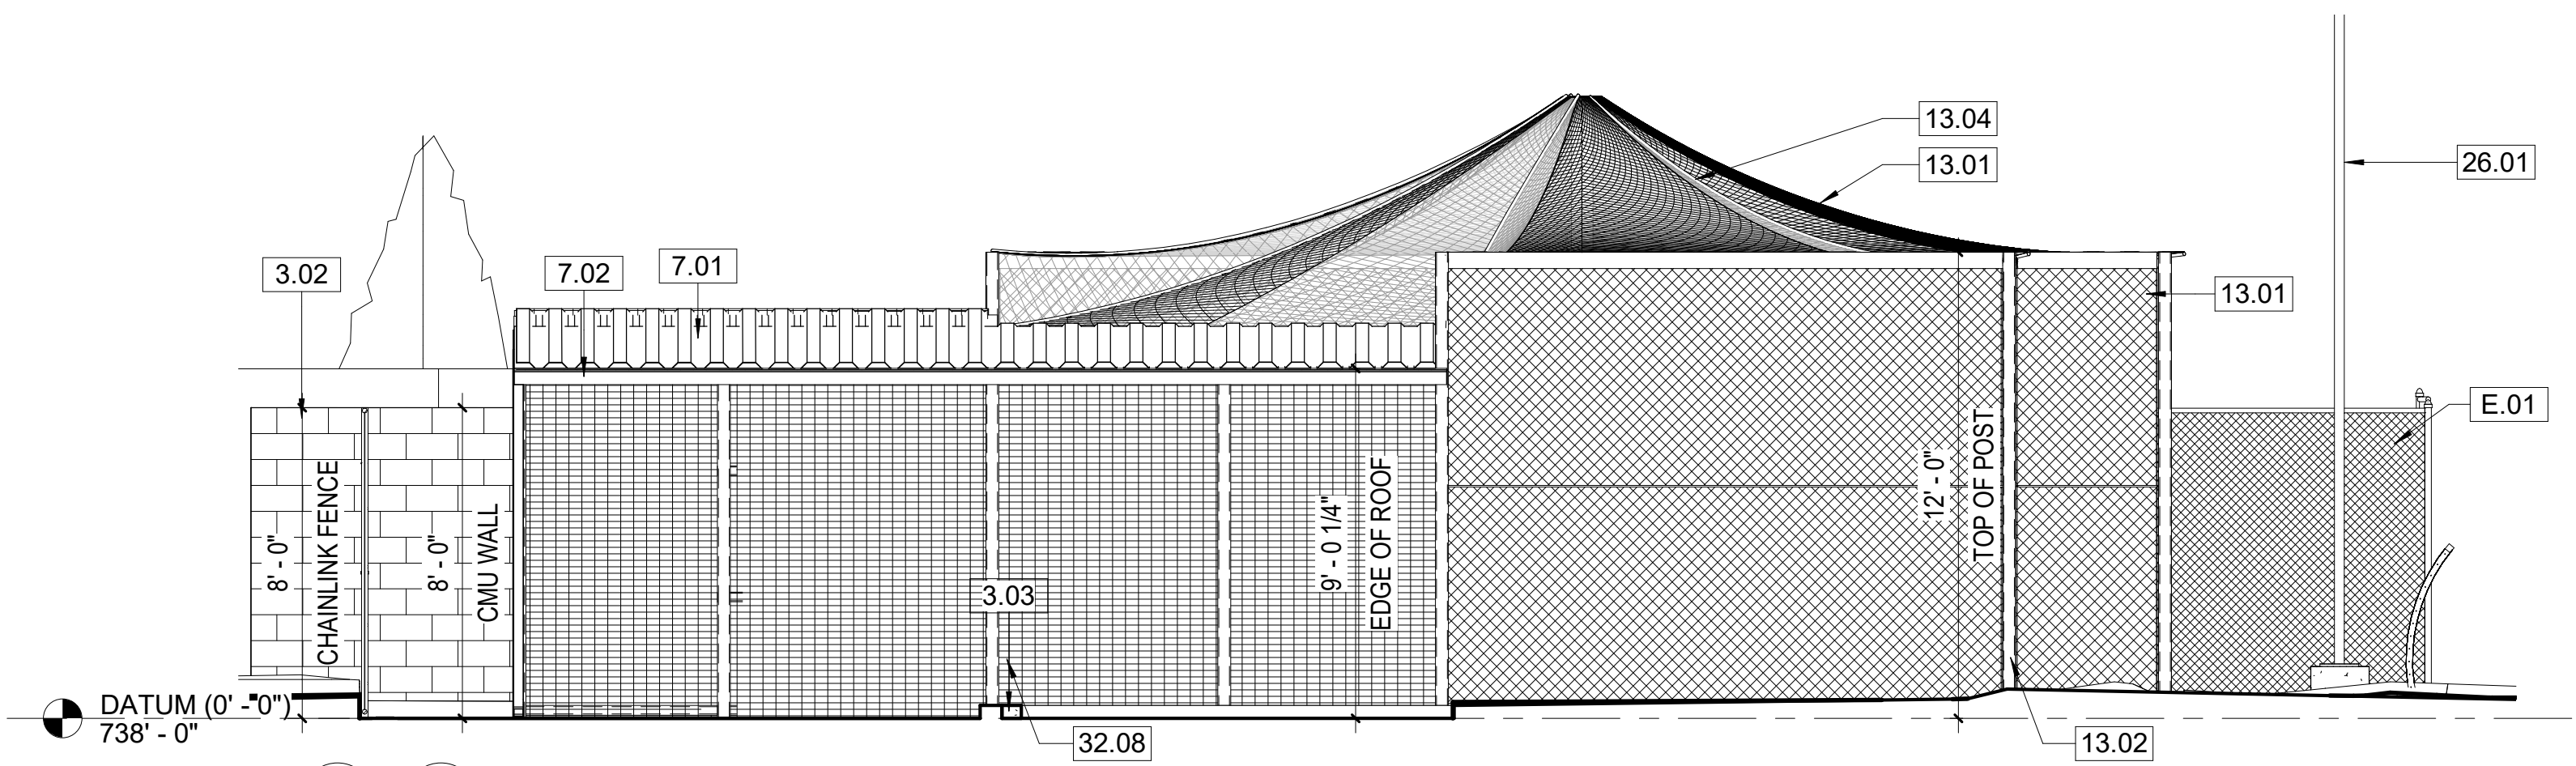 13.04
13.01
26.01
3.02
7.02
7.01
13.01
E.01
8' - 0"
CHAINLINK FENCE
8' - 0"
CMU WALL
3.03
9' - 0 1/4"
EDGE OF ROOF
12' - 0"
TOP OF POST
DATUM (0' -"0")
738' - 0"
32.08
13.02